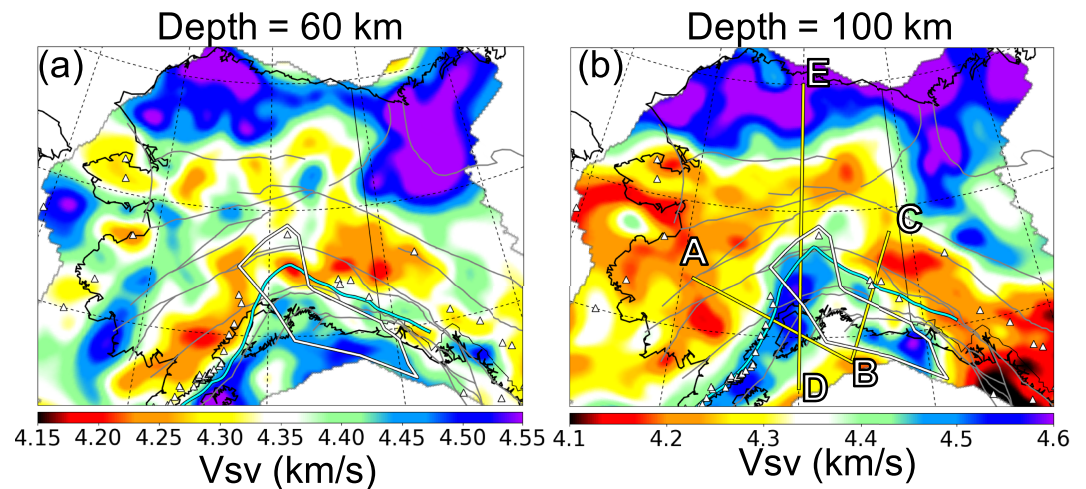 Depth = 60 km
Depth = 100 km
(a)
(b)
E
C
A
B
D
4.15 4.20 4.25 4.30 4.35 4.40 4.45 4.50 4.55
4.1 4.2 4.3 4.4 4.5 4.6
Vsv (km/s)
Vsv (km/s)